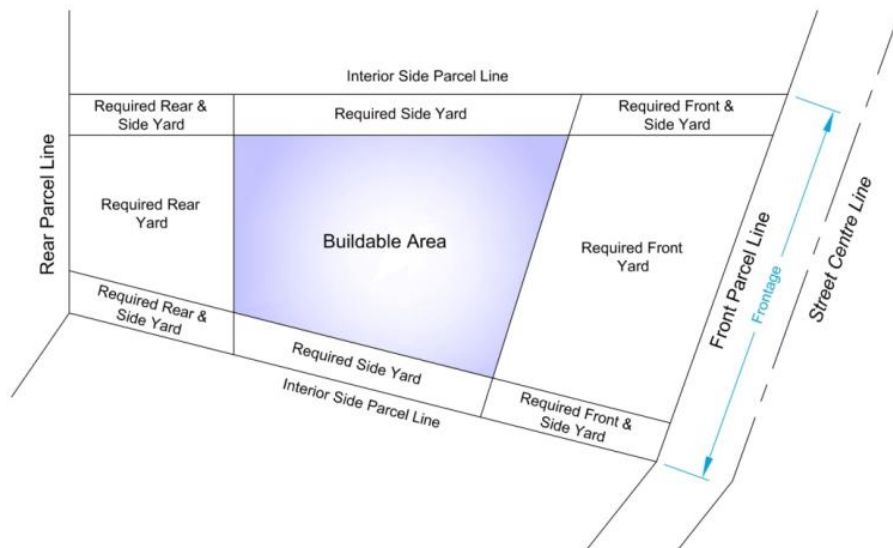 Interior Side Parcel Line
Required Rear &
Side Yard
Required Side Yard
Required Front &
Side Yard
Rear Parcel Line
Required Rear
Yard
Buildable Area
Required Front
Yard
Front Parcel Line
Frontage
Street Centre Line
Required Rear &
Side Yard
Required Side Yard
Interior Side Parcel Line
Required Front &
Side Yard